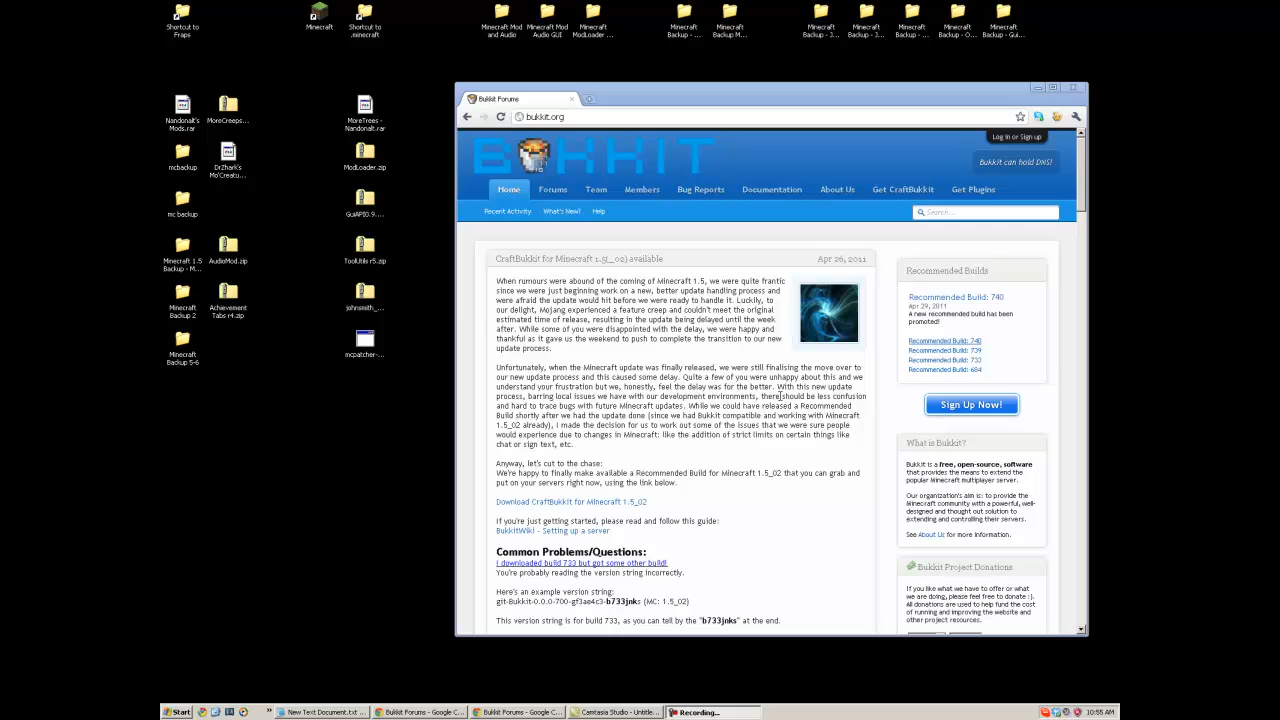 Shortcut to
Fraps
Minecraft
Shortcut to
.minecraft
Minecraft Mod
and Audio
Minecraft Mod
Audio GUI
Minecraft
ModLoader ...
Minecraft
Backup - ...
Minecraft
Backup M...
Minecraft
Backup - J...
Minecraft
Backup - J...
Minecraft
Backup - ...
Minecraft
Backup - O...
Minecraft
Backup - Gui...
Nandonalt's
Mods.rar
MoreCreeps...
MoreTrees -
Nandonalt.rar
mcbackup
DrZhark's
Mo'Creatu...
ModLoader.zip
mc backup
GuiAPI0.9....
Minecraft 1.5
Backup - M...
AudioMod.zip
ToolUtils r5.zip
Minecraft
Backup 2
Achievement
Tabs r4.zip
johnsmith_...
Minecraft
Backup 5-6
mcpatcher-...
Bukkit Forums
bukkit.org
Log in or Sign up
BUKKIT
Bukkit can hold DNS!
Home Forums Team Members Bug Reports Documentation About Us Get CraftBukkit Get Plugins
Recent Activity What's New! Help
Search...
CraftBukkit for Minecraft 1.5(_02) available Apr 26, 2011
When rumours were abound of the coming of Minecraft 1.5, we were quite frantic
since we were just beginning work on a new, better update handling process and
were afraid the update would hit before we were ready to handle it. Luckily, to
our delight, Mojang experienced a feature creep and couldn't meet the original
estimated time of release, resulting in the update being delayed until the week
after. While some of you were disappointed with the delay, we were happy and
thankful as it gave us the weekend to push to complete the transition to our new
update process.
Unfortunately, when the Minecraft update was finally released, we were still finalising the move over to
our new update process and this caused some delay. Quite a few of you were unhappy about this and we
understand your frustration but we, honestly, feel the delay was for the better. With this new update
process, barring local issues we have with our development environments, there should be less confusion
and hard to trace bugs with future Minecraft updates. While we could have released a Recommended
Build shortly after we had the update done (since we had Bukkit compatible and working with Minecraft
1.5_02 already), I made the decision for us to work out some of the issues that we were sure people
would experience due to changes in Minecraft: like the addition of strict limits on certain things like
chat or sign text, etc.
Anyway, let's cut to the chase:
We're happy to finally make available a Recommended Build for Minecraft 1.5_02 that you can grab and
put on your servers right now, using the link below.
Download CraftBukkit for Minecraft 1.5_02
If you're just getting started, please read and follow this guide:
BukkitWiki - Setting up a server
Common Problems/Questions:
I downloaded build 733 but got some other build!
You're probably reading the version string incorrectly.
Here's an example version string:
git-Bukkit-0.0.0-700-gf3ae4c3-b733jnks (MC: 1.5_02)
This version string is for build 733, as you can tell by the "b733jnks" at the end.
Recommended Builds
Recommended Build: 740
Apr 29, 2011
A new recommended build has been
promoted!
Recommended Build: 740
Recommended Build: 739
Recommended Build: 733
Recommended Build: 684
Sign Up Now!
What is Bukkit?
Bukkit is a free, open-source, software
that provides the means to extend the
popular Minecraft multiplayer server.
Our organization's aim is: to provide the
Minecraft community with a powerful, well-
designed and thought out solution to
extending and controlling their servers.
See About Us for more information.
Bukkit Project Donations
If you like what we have to offer or what
we are doing, please feel free to donate :).
All donations are used to help fund the cost
of running and improving the website and
other project resources.
Start
New Text Document.txt ...
Bukkit Forums - Google C...
Bukkit Forums - Google C...
Camtasia Studio - Untitle...
Recording...
10:55 AM